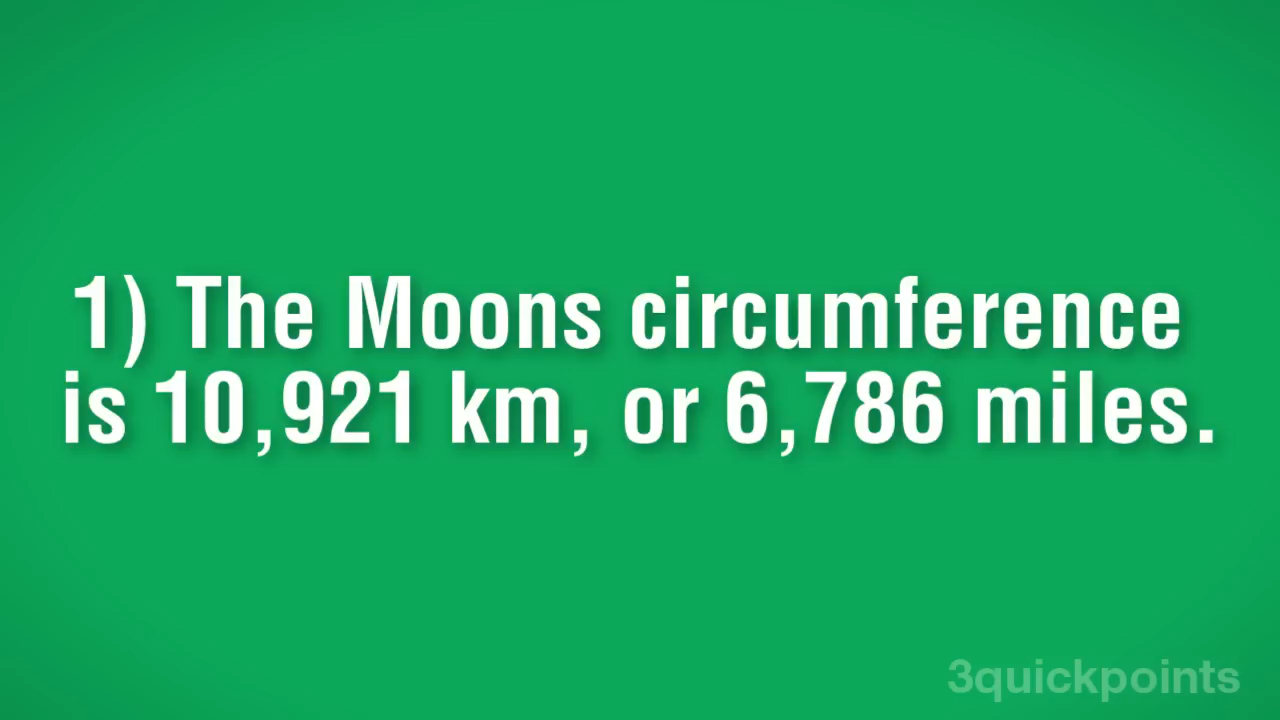 1) The Moons circumference
is 10,921 km, or 6,786 miles.
3quickpoints